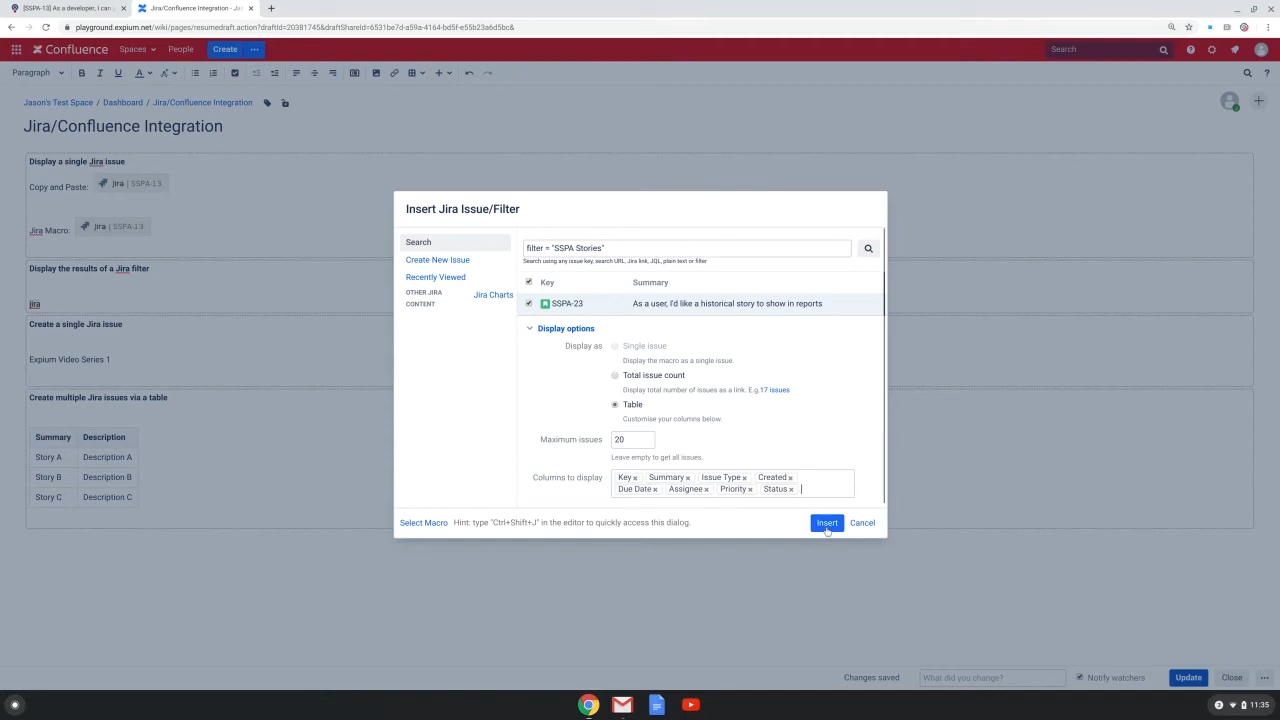 [SSPA-13] As a developer, I can u
Jira/Confluence Integration - Ja
playground.expium.net/wiki/pages/resumedraft.action?draftId=20381745&draftShareId=6531be7d-a59a-4164-bd5f-e55b23a6d5bc&
Confluence Spaces People Create Search
Paragraph B I U A
Jason's Test Space / Dashboard / Jira/Confluence Integration
Jira/Confluence Integration
Display a single Jira issue
Copy and Paste: jira | SSPA-13
Jira Macro: jira | SSPA-13
Display the results of a Jira filter
jira
Create a single Jira issue
Expium Video Series 1
Create multiple Jira issues via a table
Summary Description
Story A Description A
Story B Description B
Story C Description C
Insert Jira Issue/Filter
Search
Create New Issue
Recently Viewed
OTHER JIRA CONTENT
Jira Charts
filter = "SSPA Stories"
Search using any issue key, search URL, Jira link, JQL, plain text or filter
Key Summary
SSPA-23 As a user, I'd like a historical story to show in reports
Display options
Display as Single issue
Display the macro as a single issue.
Total issue count
Display total number of issues as a link. E.g.17 issues
Table
Customise your columns below.
Maximum issues 20
Leave empty to get all issues.
Columns to display Key Summary Issue Type Created
Due Date Assignee Priority Status
Select Macro Hint: type "Ctrl+Shift+J" in the editor to quickly access this dialog. Insert Cancel
Changes saved What did you change? Notify watchers Update Close
11:35